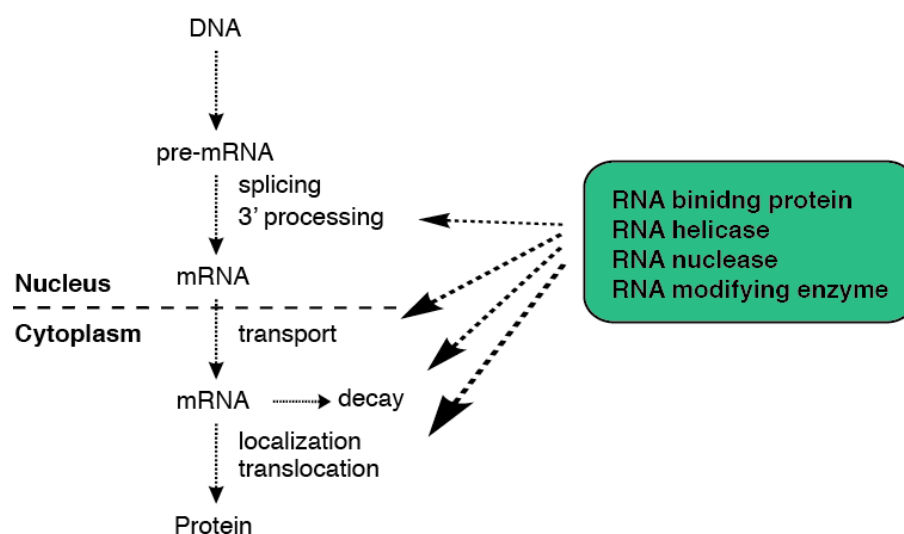 DNA
pre-mRNA
splicing
3’ processing
mRNA
Nucleus
Cytoplasm
transport
mRNA
decay
localization
translocation
Protein
RNA binidng protein
RNA helicase
RNA nuclease
RNA modifying enzyme